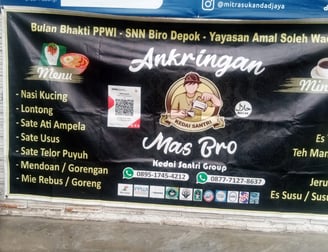 @mitrasukandadjaya
Bulan Bhakti PPWI - SNN Biro Depok - Yayasan Amal Soleh
Menu
- Nasi Kucing
- Lontong
- Sate Ati Ampela
- Sate Usus
- Sate Telor Puyuh
- Mendoan / Gorengan
- Mie Rebus / Goreng
Ankringan
KEDAI SANTRI
Mas Bro
Kedai Santri Group
0895-1745-4212
0877-7127-8637
Es
Teh
Jeru
Es Susu / Susu